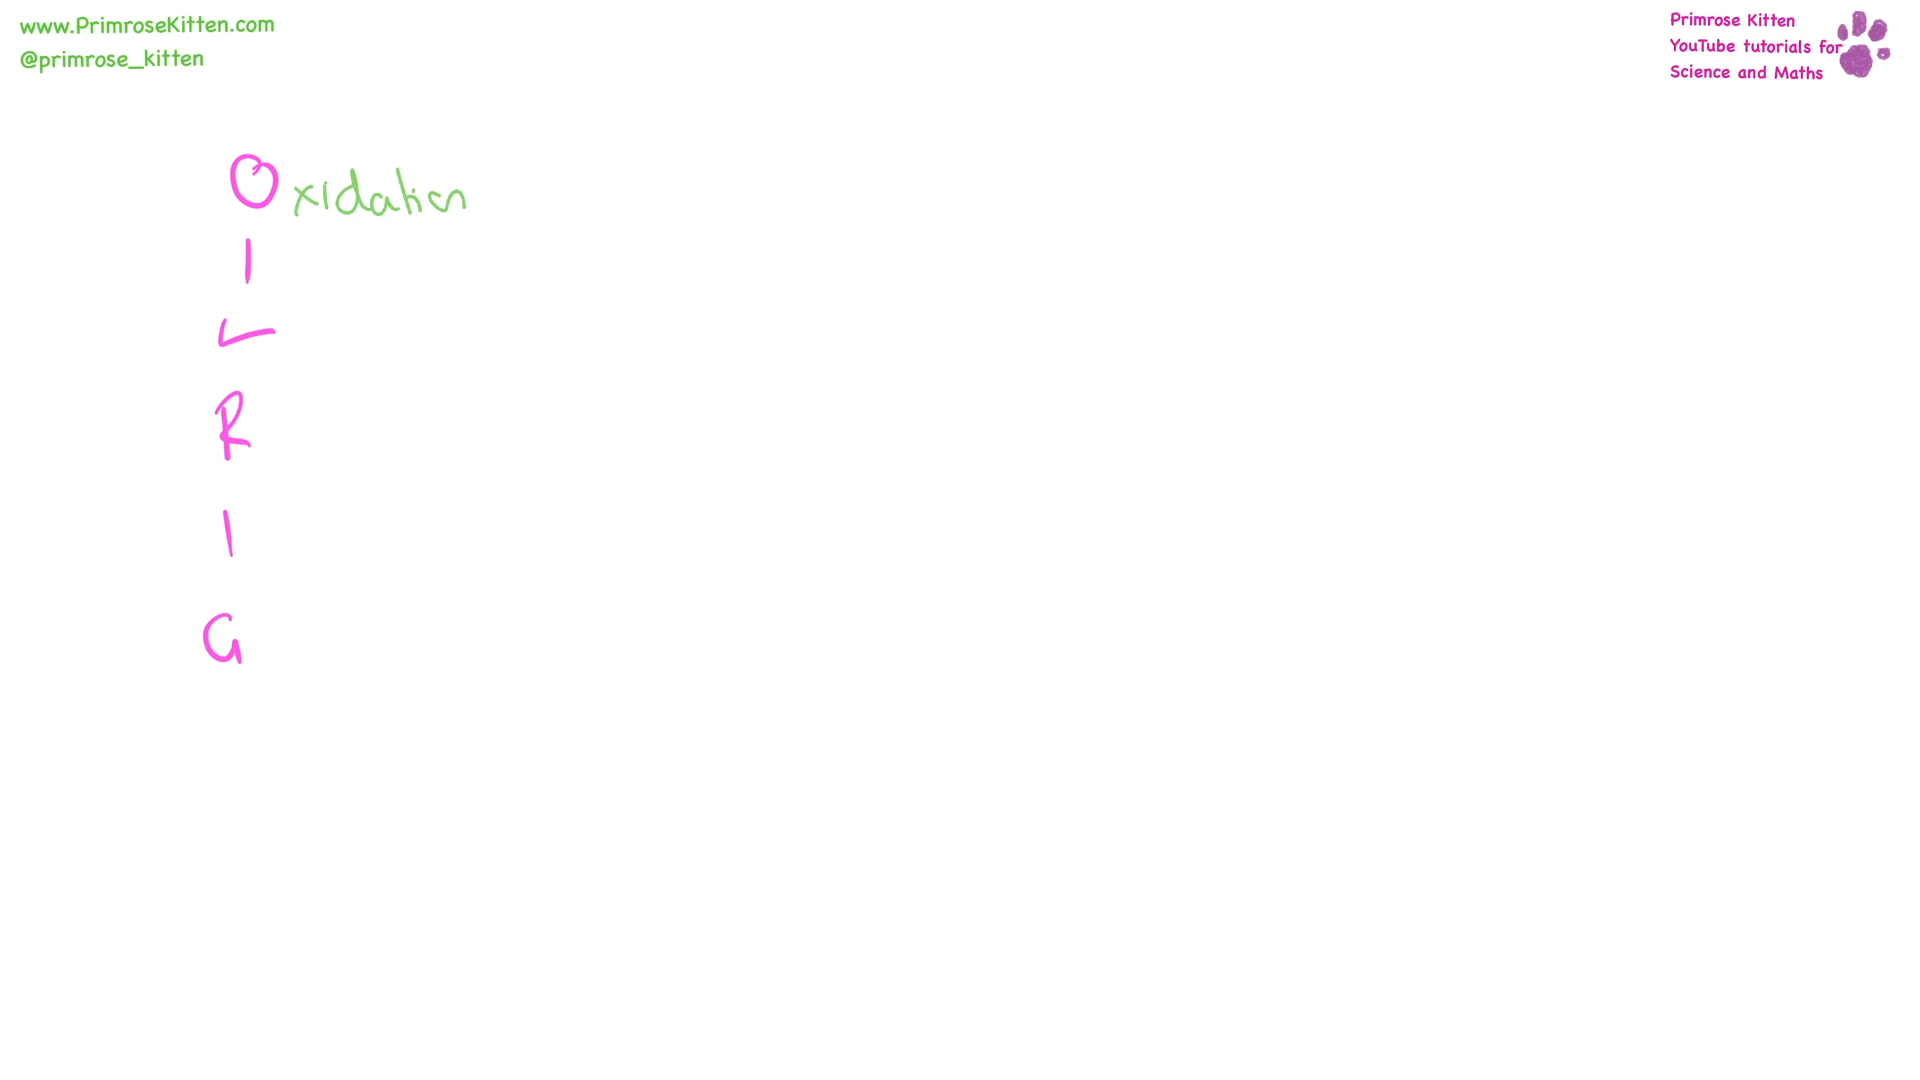 www.PrimroseKitten.com
@primrose_kitten
Primrose Kitten
YouTube tutorials for
Science and Maths
Oxidation
I
L
R
I
G